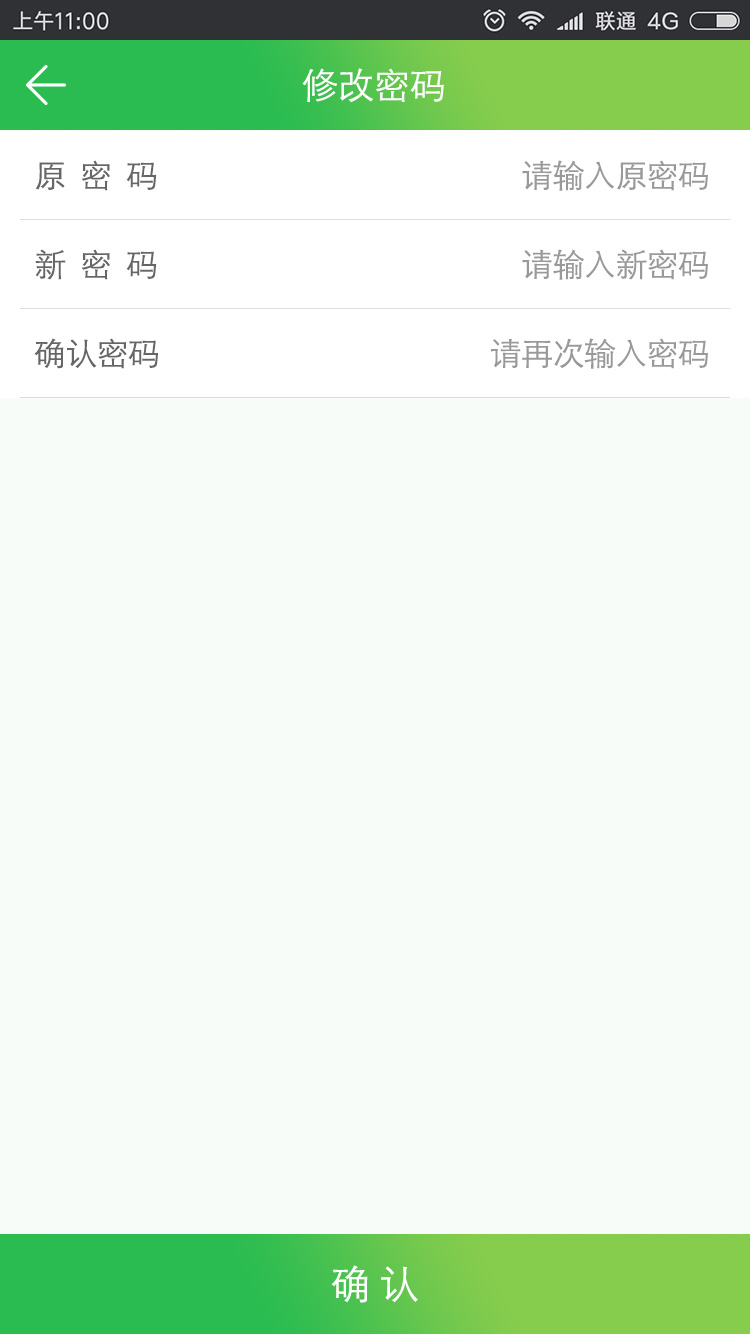 上午11:00 联通 4G
修改密码
原 密 码 请输入原密码
新 密 码 请输入新密码
确认密码 请再次输入密码
确 认